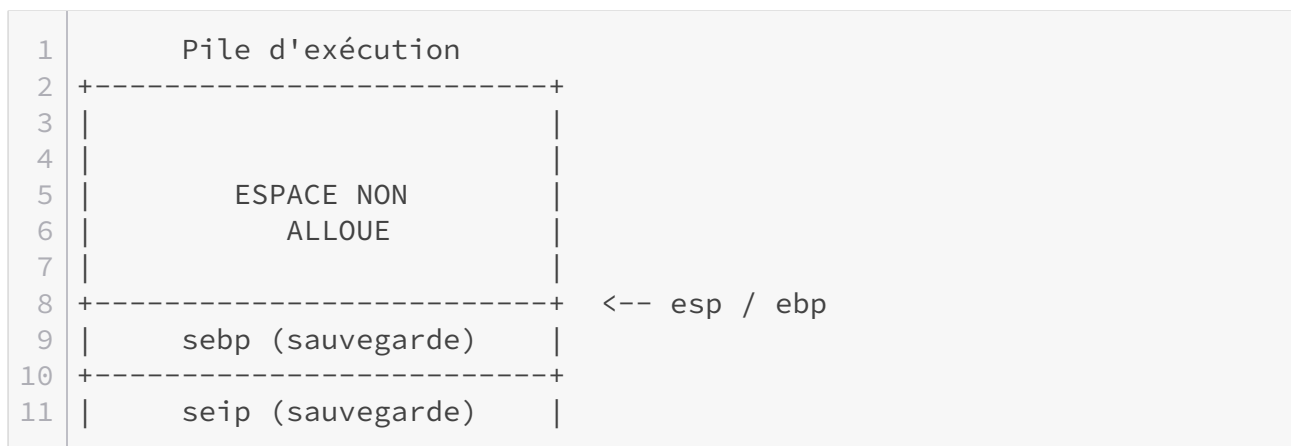 1         Pile d'exécution
2 +--------------------------+
3 |                          |
4 |                          |
5 |        ESPACE NON        |
6 |           ALLOUE         |
7 |                          |
8 +--------------------------+  <-- esp / ebp
9 |     sebp (sauvegarde)    |
10 +--------------------------+
11 |     seip (sauvegarde)    |